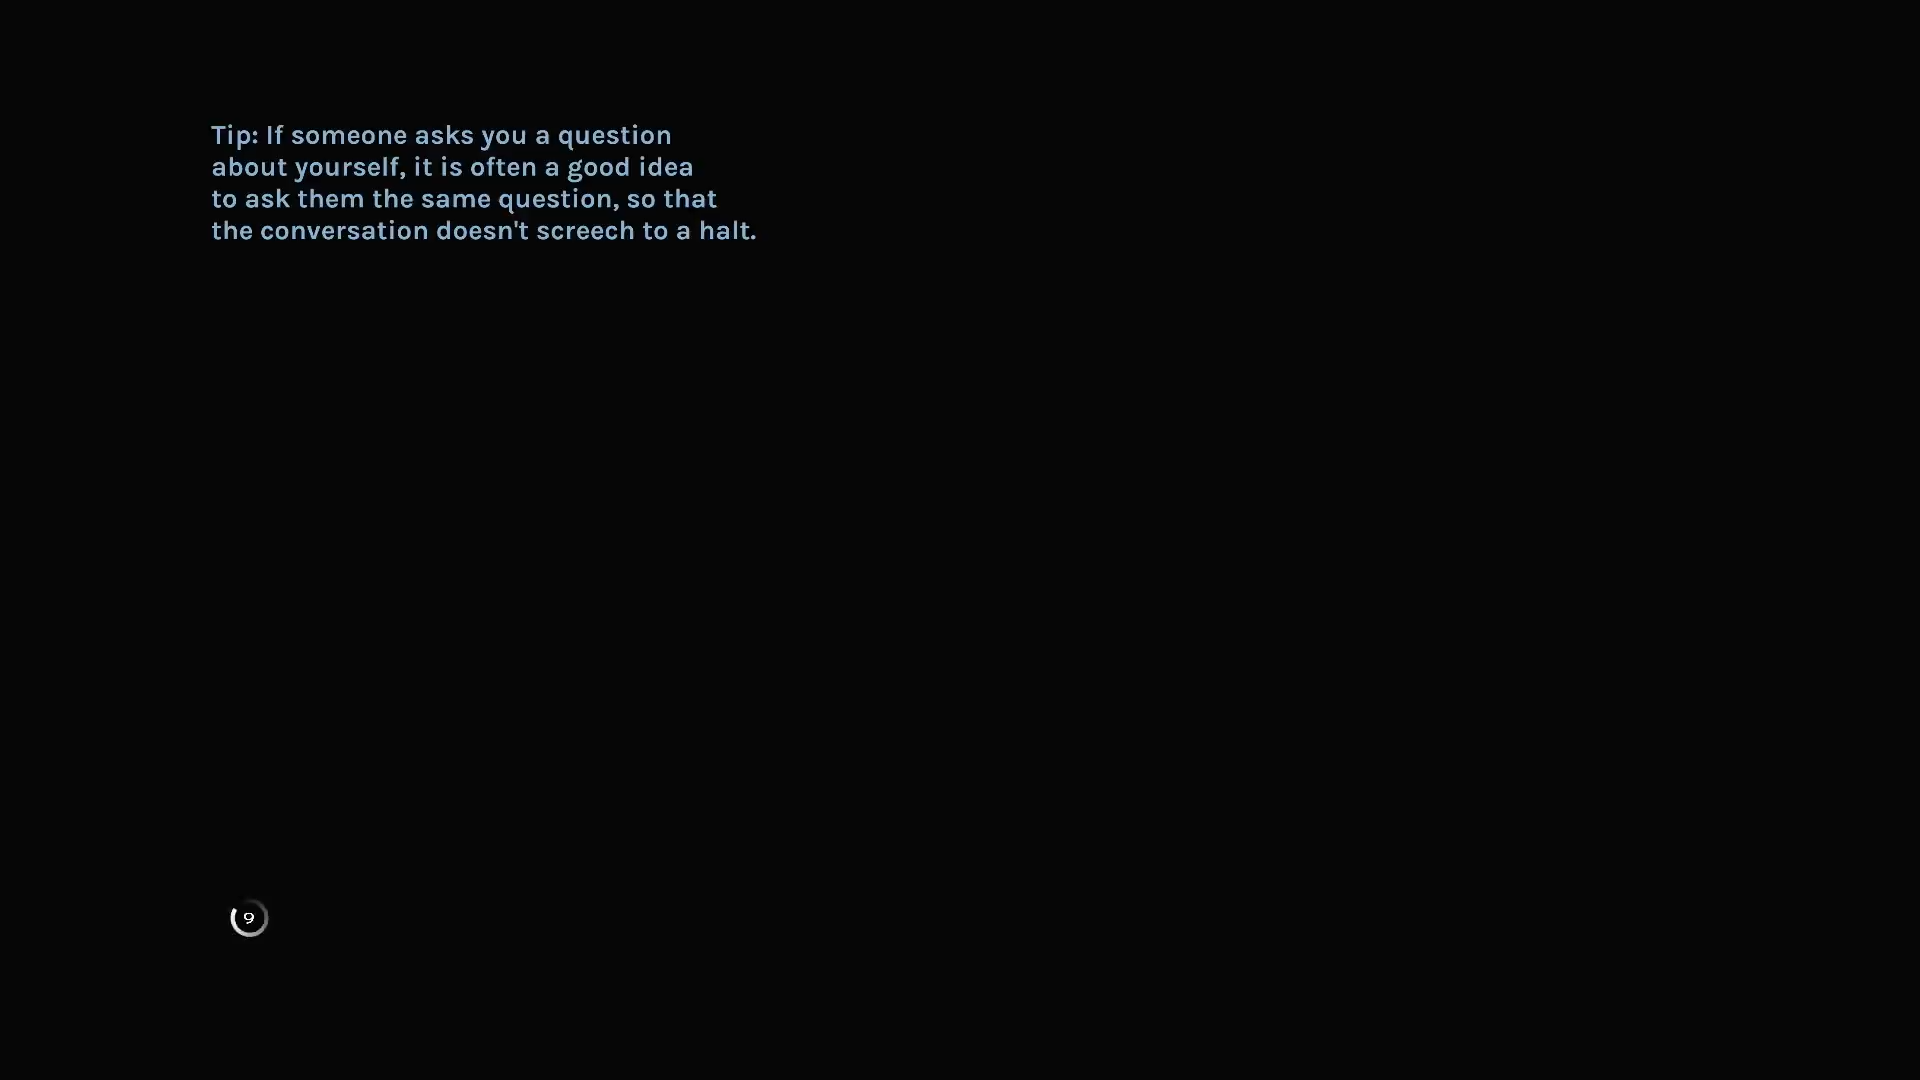 Tip: If someone asks you a question
about yourself, it is often a good idea
to ask them the same question, so that
the conversation doesn't screech to a halt.
9